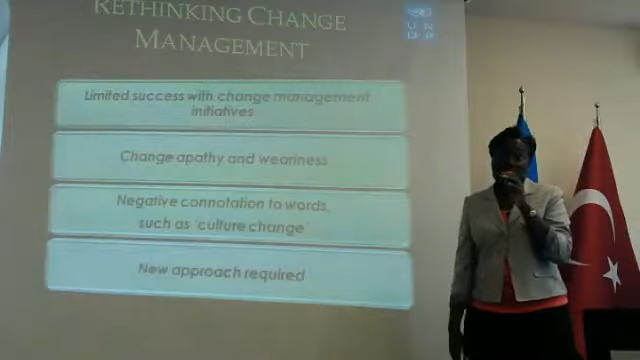 RETHINKING CHANGE
MANAGEMENT
U N
D P
Limited success with change management
initiatives
Change apathy and weariness
Negative connotation to words,
such as 'culture change'
New approach required